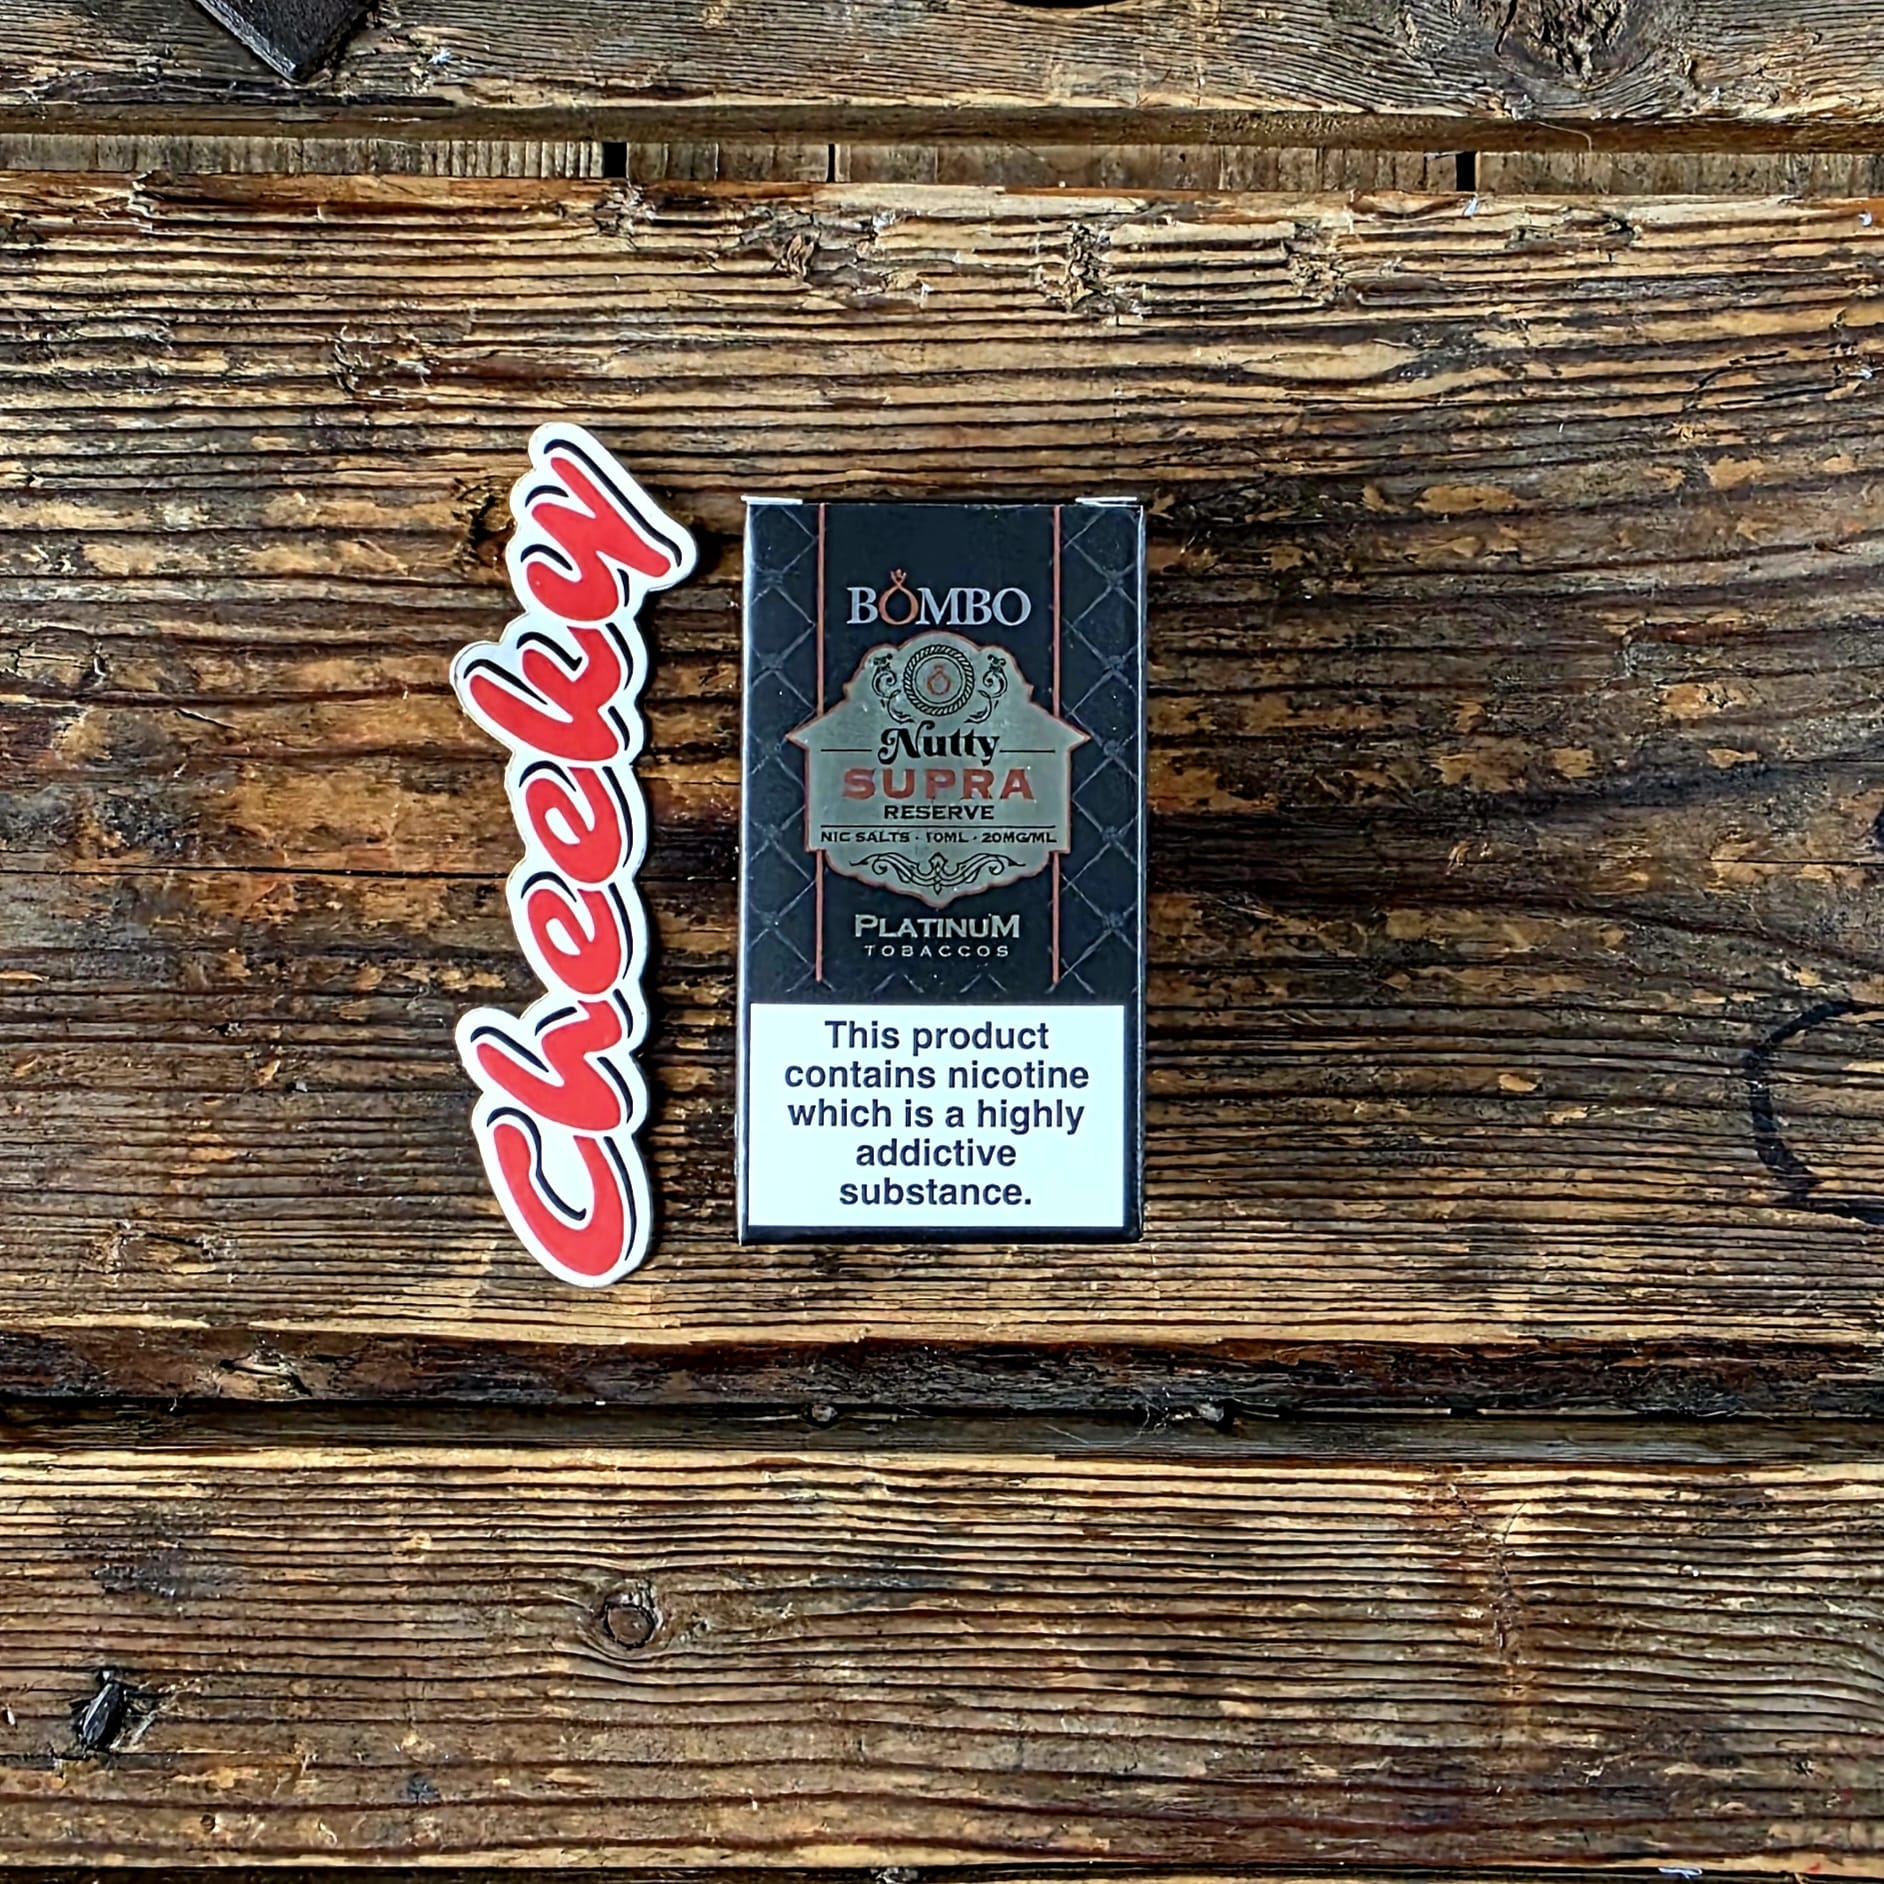 Cheeky
BOMBO
Nutty
SUPRA
RESERVE
NIC SALTS · 10ML · 20MG/ML
PLATINUM
TOBACCOS
This product
contains nicotine
which is a highly
addictive
substance.